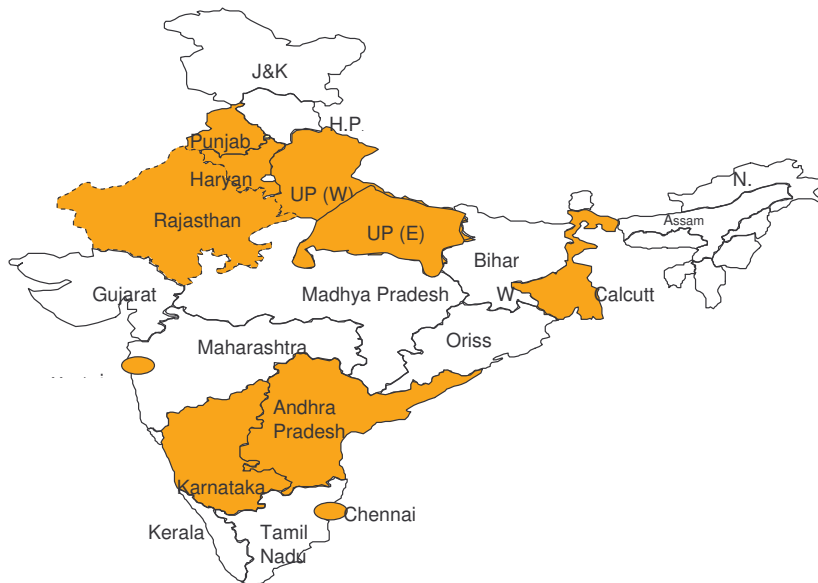 J&K
H.P.
Punjab
Haryan
UP (W)
N.
Rajasthan
Assam
UP (E)
Bihar
Gujarat
Madhya Pradesh
W
Calcutt
Maharashtra
Oriss
Andhra
Pradesh
Karnataka
Chennai
Kerala
Tamil
Nadu